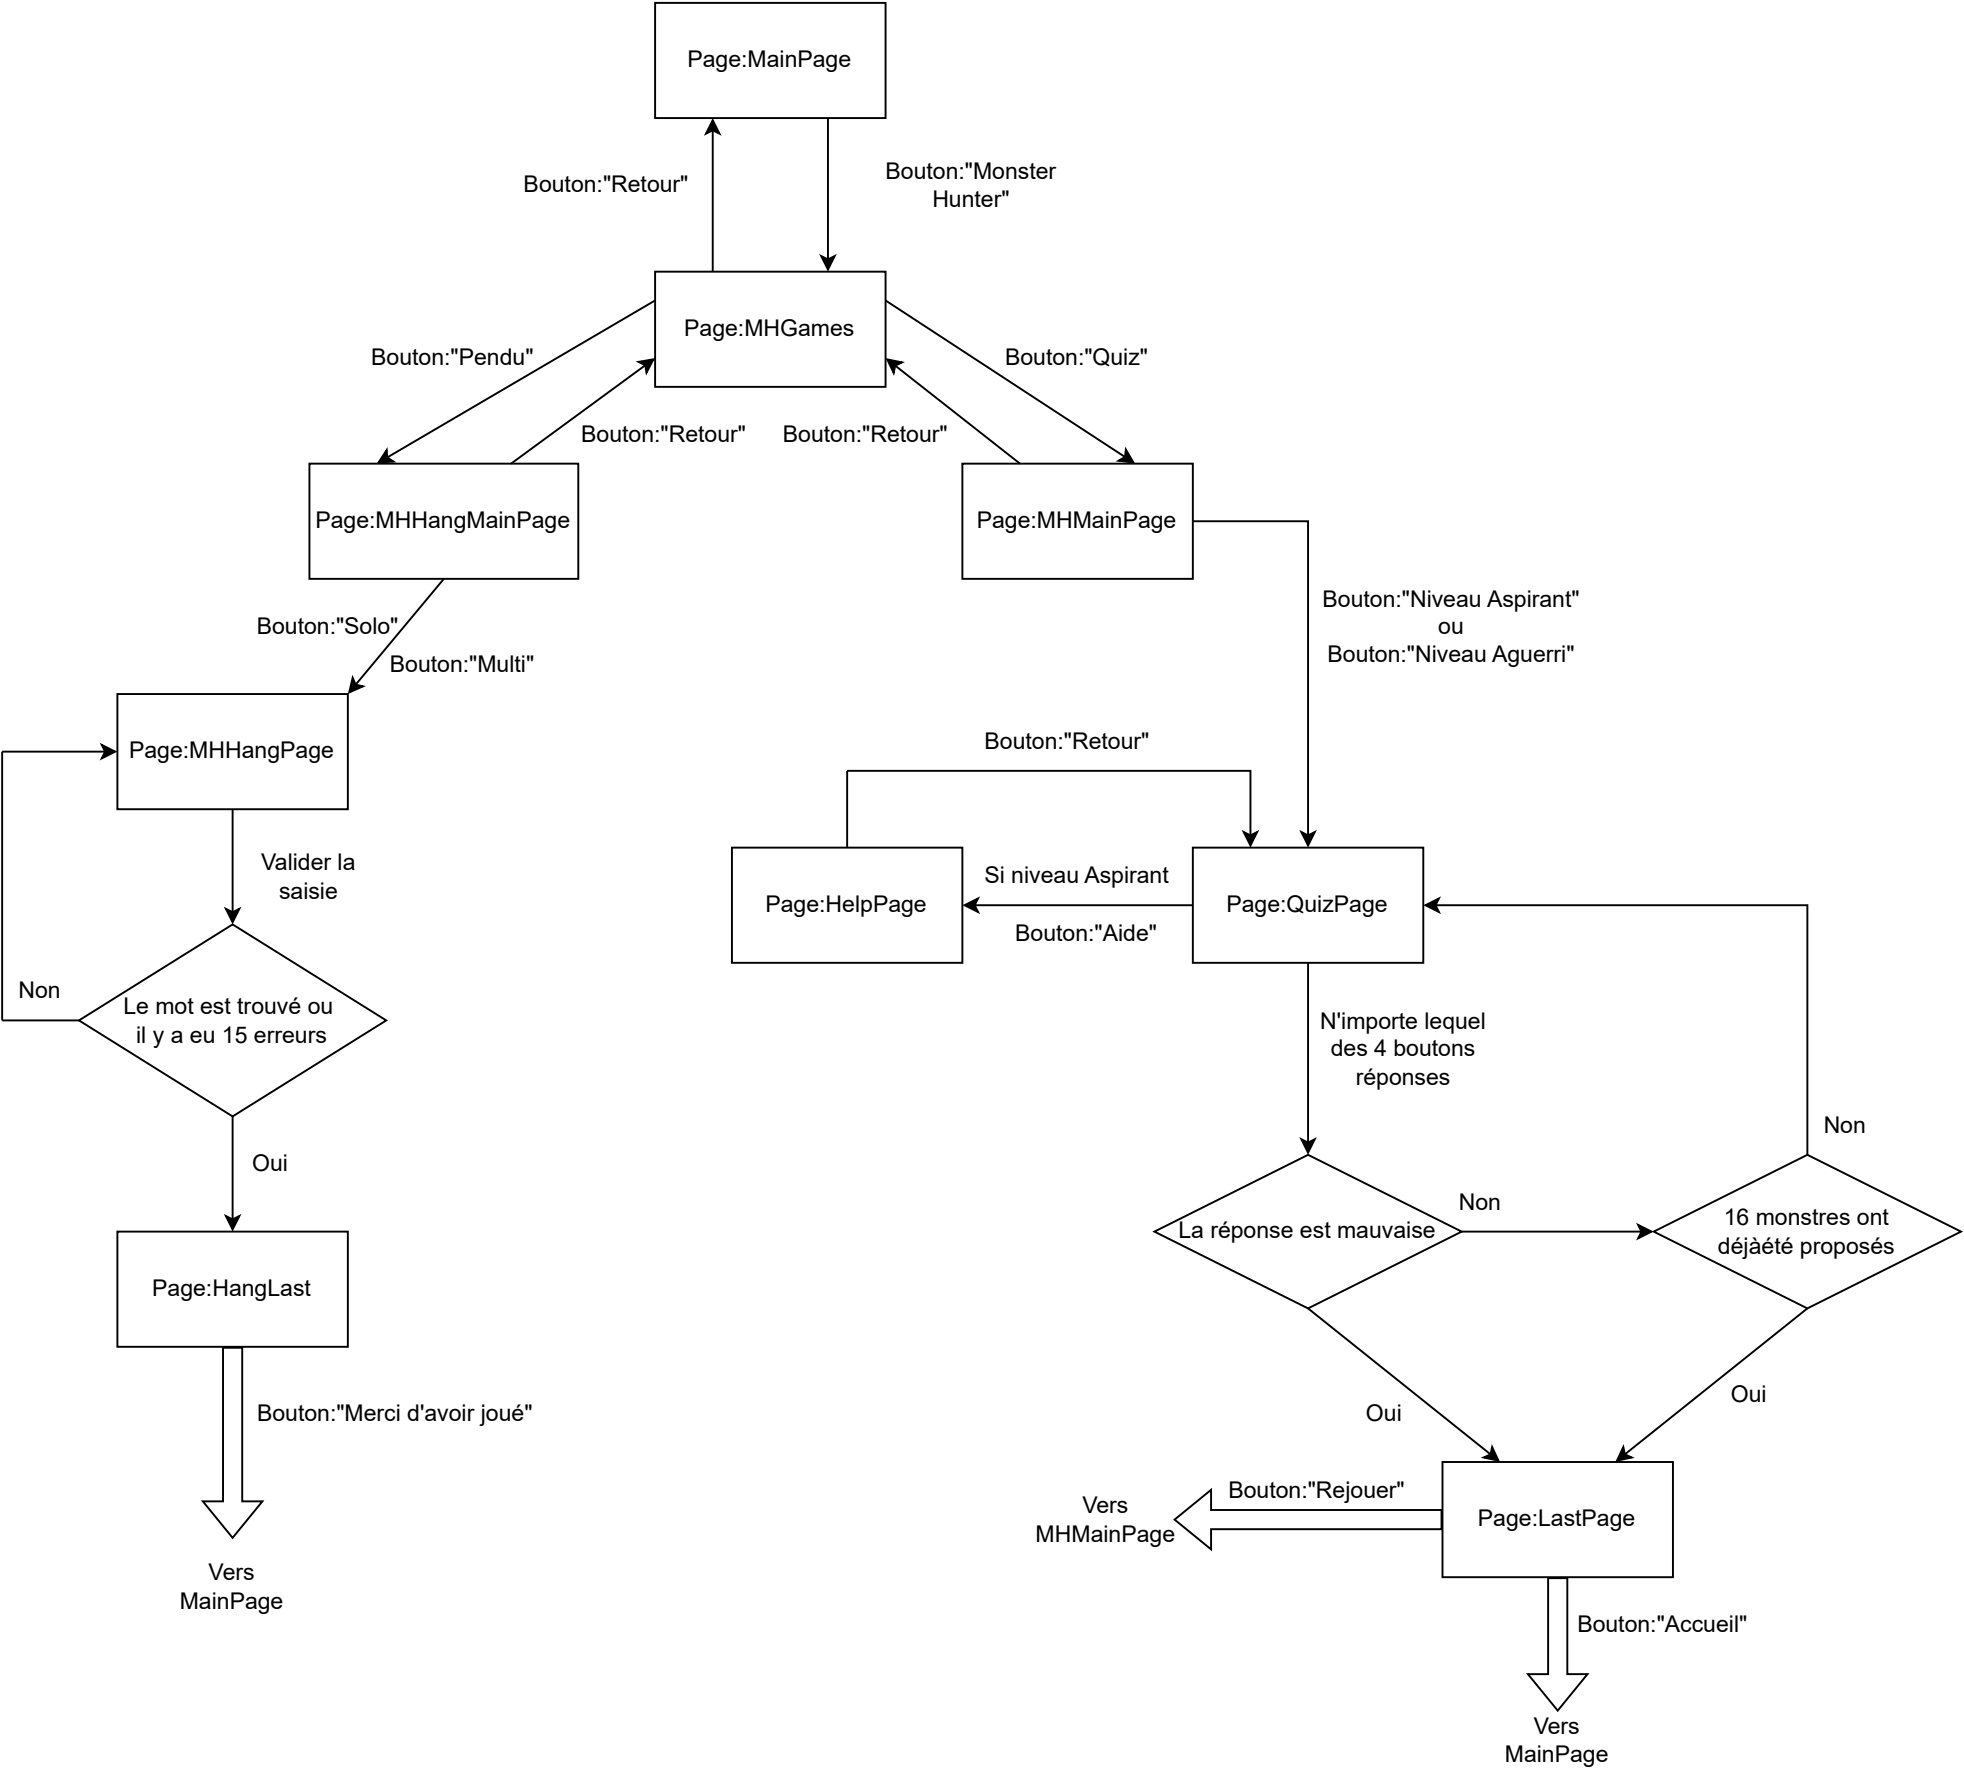 Page:MainPage
Bouton:"Retour"
Bouton:"Monster
Hunter"
Page:MHGames
Bouton:"Pendu"
Bouton:"Quiz"
Bouton:"Retour"
Bouton:"Retour"
Page:MHHangMainPage
Page:MHMainPage
Bouton:"Solo"
Bouton:"Multi"
Bouton:"Niveau Aspirant"
ou
Bouton:"Niveau Aguerri"
Page:MHHangPage
Bouton:"Retour"
Valider la
saisie
Si niveau Aspirant
Page:HelpPage
Page:QuizPage
Bouton:"Aide"
Non
Le mot est trouvé ou
il y a eu 15 erreurs
N'importe lequel
des 4 boutons
réponses
Non
Oui
Non
La réponse est mauvaise
16 monstres ont
déjàété proposés
Page:HangLast
Oui
Oui
Bouton:"Merci d'avoir joué"
Bouton:"Rejouer"
Vers
MHMainPage
Page:LastPage
Vers
MainPage
Bouton:"Accueil"
Vers
MainPage